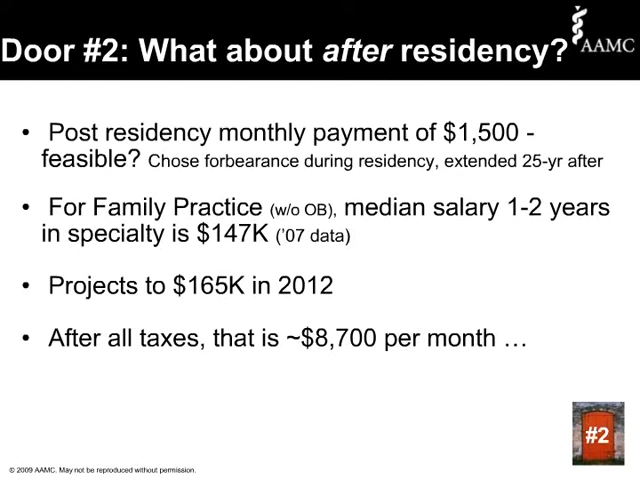 Door #2: What about after residency?
AAMC
• Post residency monthly payment of $1,500 -
feasible? Chose forbearance during residency, extended 25-yr after
• For Family Practice (w/o OB), median salary 1-2 years
in specialty is $147K ('07 data)
• Projects to $165K in 2012
• After all taxes, that is ~$8,700 per month …
#2
© 2009 AAMC. May not be reproduced without permission.